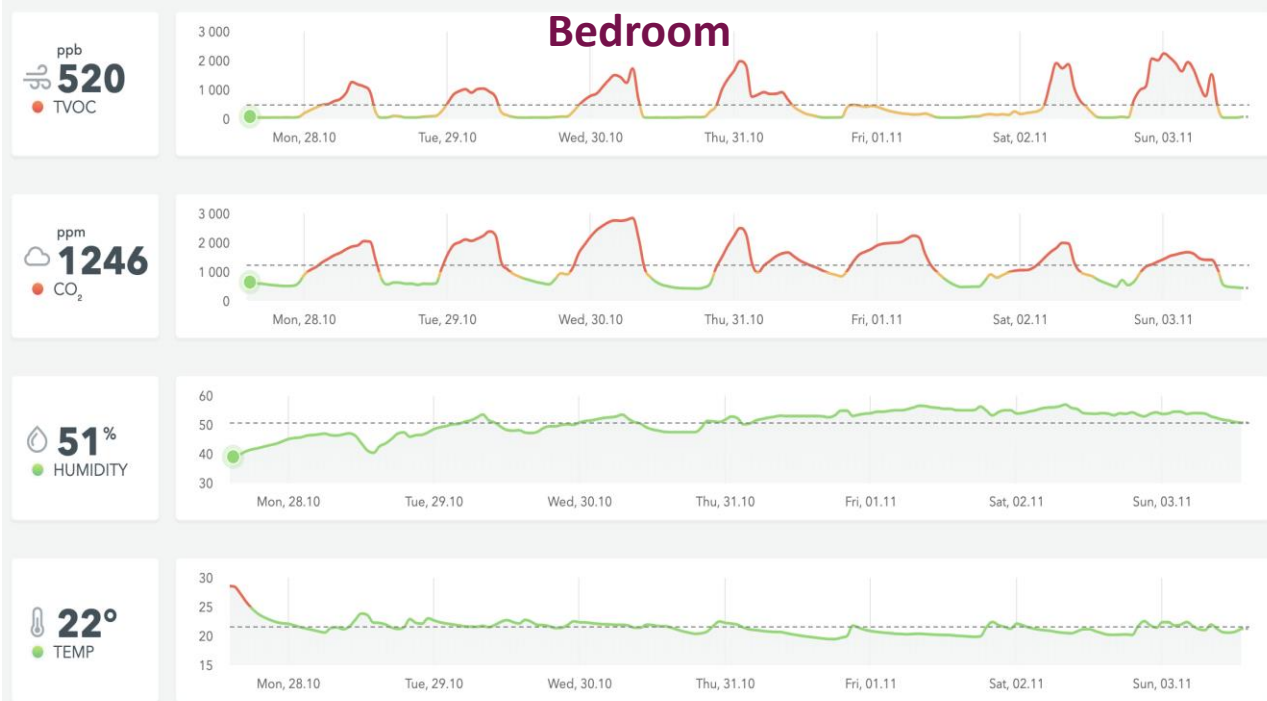 Bedroom
ppb
520
TVOC
3 000
2 000
1 000
0
Mon, 28.10 Tue, 29.10 Wed, 30.10 Thu, 31.10 Fri, 01.11 Sat, 02.11 Sun, 03.11
ppm
1246
CO₂
3 000
2 000
1 000
0
Mon, 28.10 Tue, 29.10 Wed, 30.10 Thu, 31.10 Fri, 01.11 Sat, 02.11 Sun, 03.11
51%
HUMIDITY
60
50
40
30
Mon, 28.10 Tue, 29.10 Wed, 30.10 Thu, 31.10 Fri, 01.11 Sat, 02.11 Sun, 03.11
22°
TEMP
30
25
20
15
Mon, 28.10 Tue, 29.10 Wed, 30.10 Thu, 31.10 Fri, 01.11 Sat, 02.11 Sun, 03.11